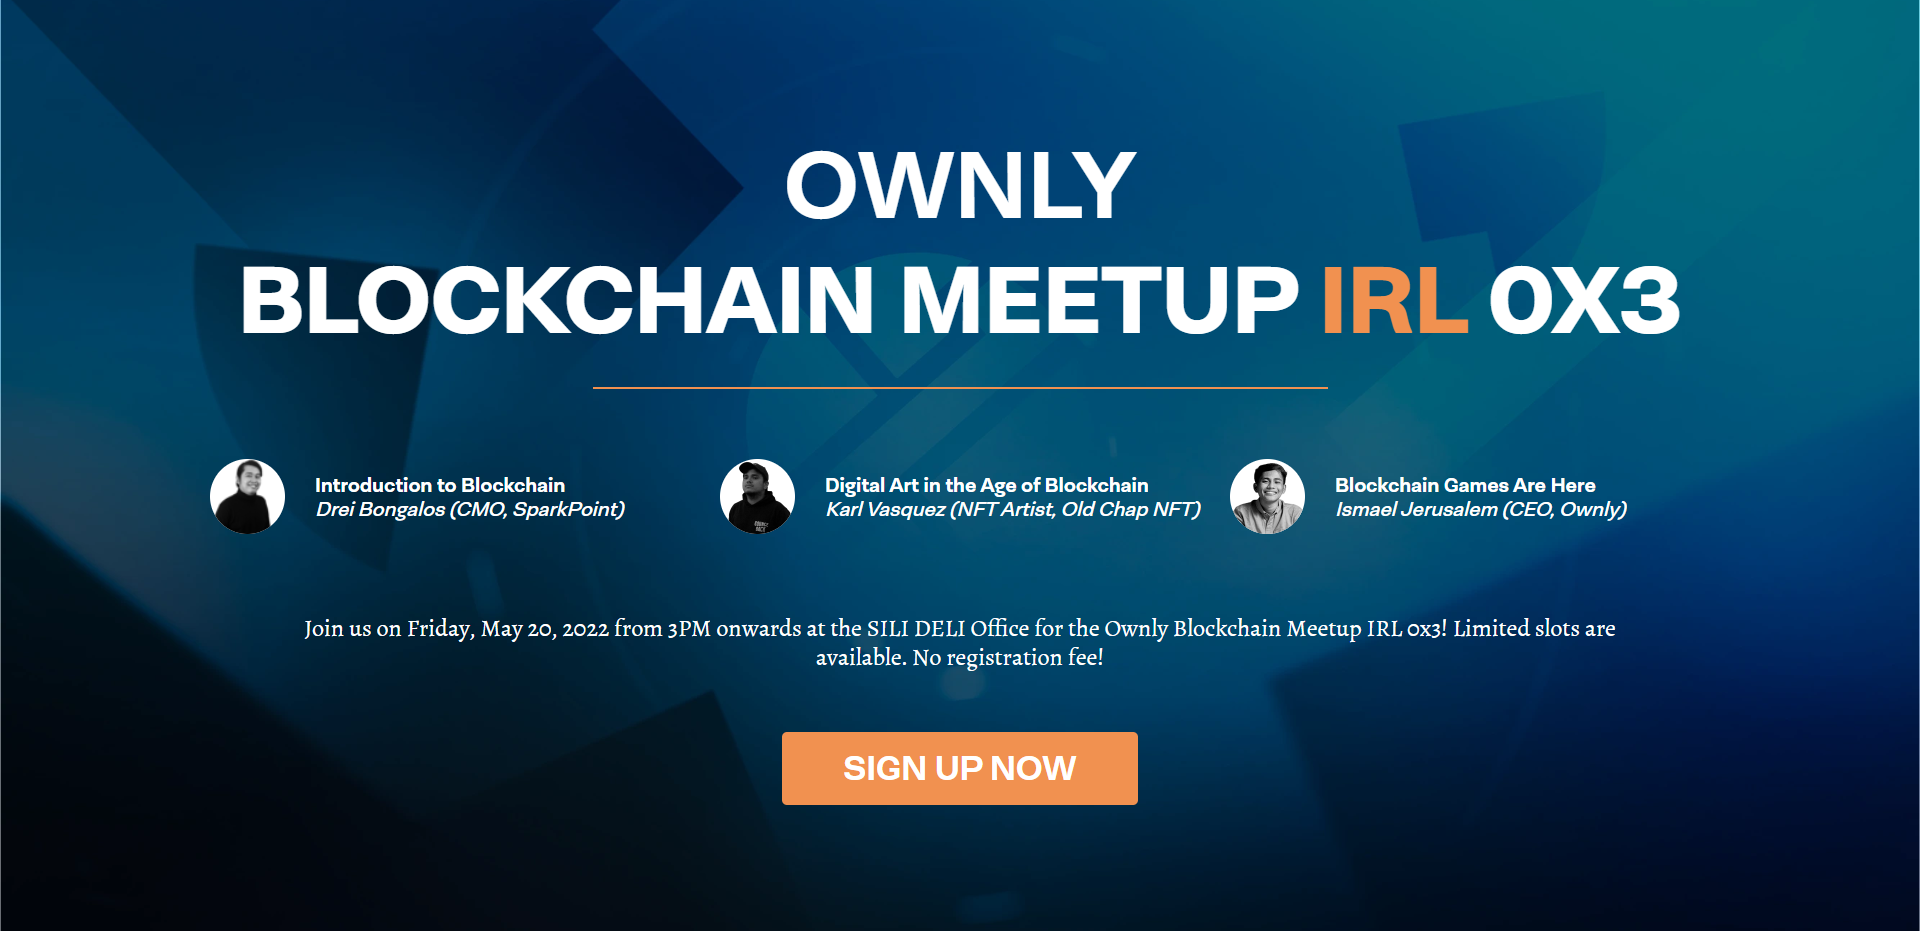 OWNLY
BLOCKCHAIN MEETUP IRL 0X3
Introduction to Blockchain
Drei Bongalos (CMO, SparkPoint)
Digital Art in the Age of Blockchain
Karl Vasquez (NFT Artist, Old Chap NFT)
Blockchain Games Are Here
Ismael Jerusalem (CEO, Ownly)
Join us on Friday, May 20, 2022 from 3PM onwards at the SILI DELI Office for the Ownly Blockchain Meetup IRL 0x3! Limited slots are
available. No registration fee!
SIGN UP NOW